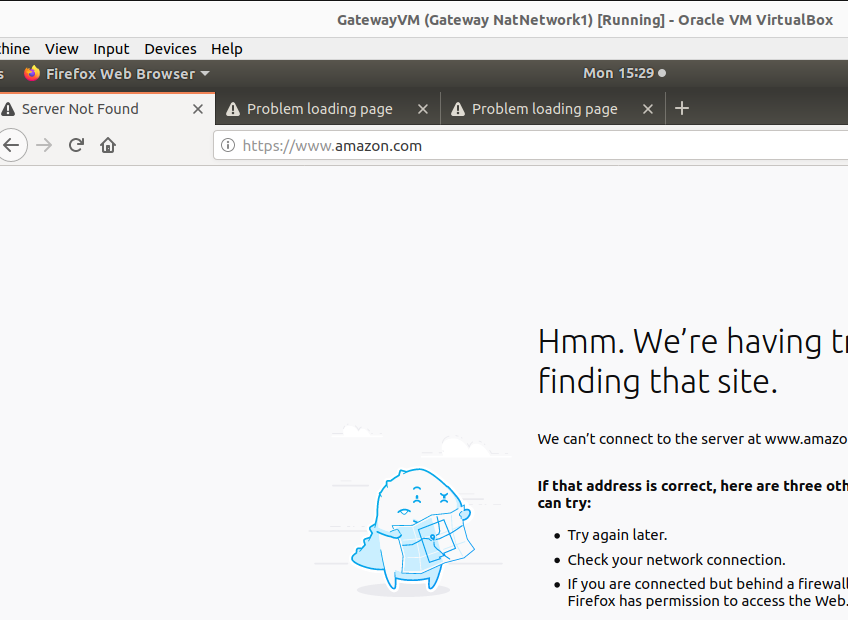 GatewayVM (Gateway NatNetwork1) [Running] - Oracle VM VirtualBox
hine View Input Devices Help
s Firefox Web Browser Mon 15:29
Server Not Found Problem loading page Problem loading page
https://www.amazon.com
Hmm. We’re having tr
finding that site.
We can’t connect to the server at www.amazo
If that address is correct, here are three oth
can try:
Try again later.
Check your network connection.
If you are connected but behind a firewall
Firefox has permission to access the Web.